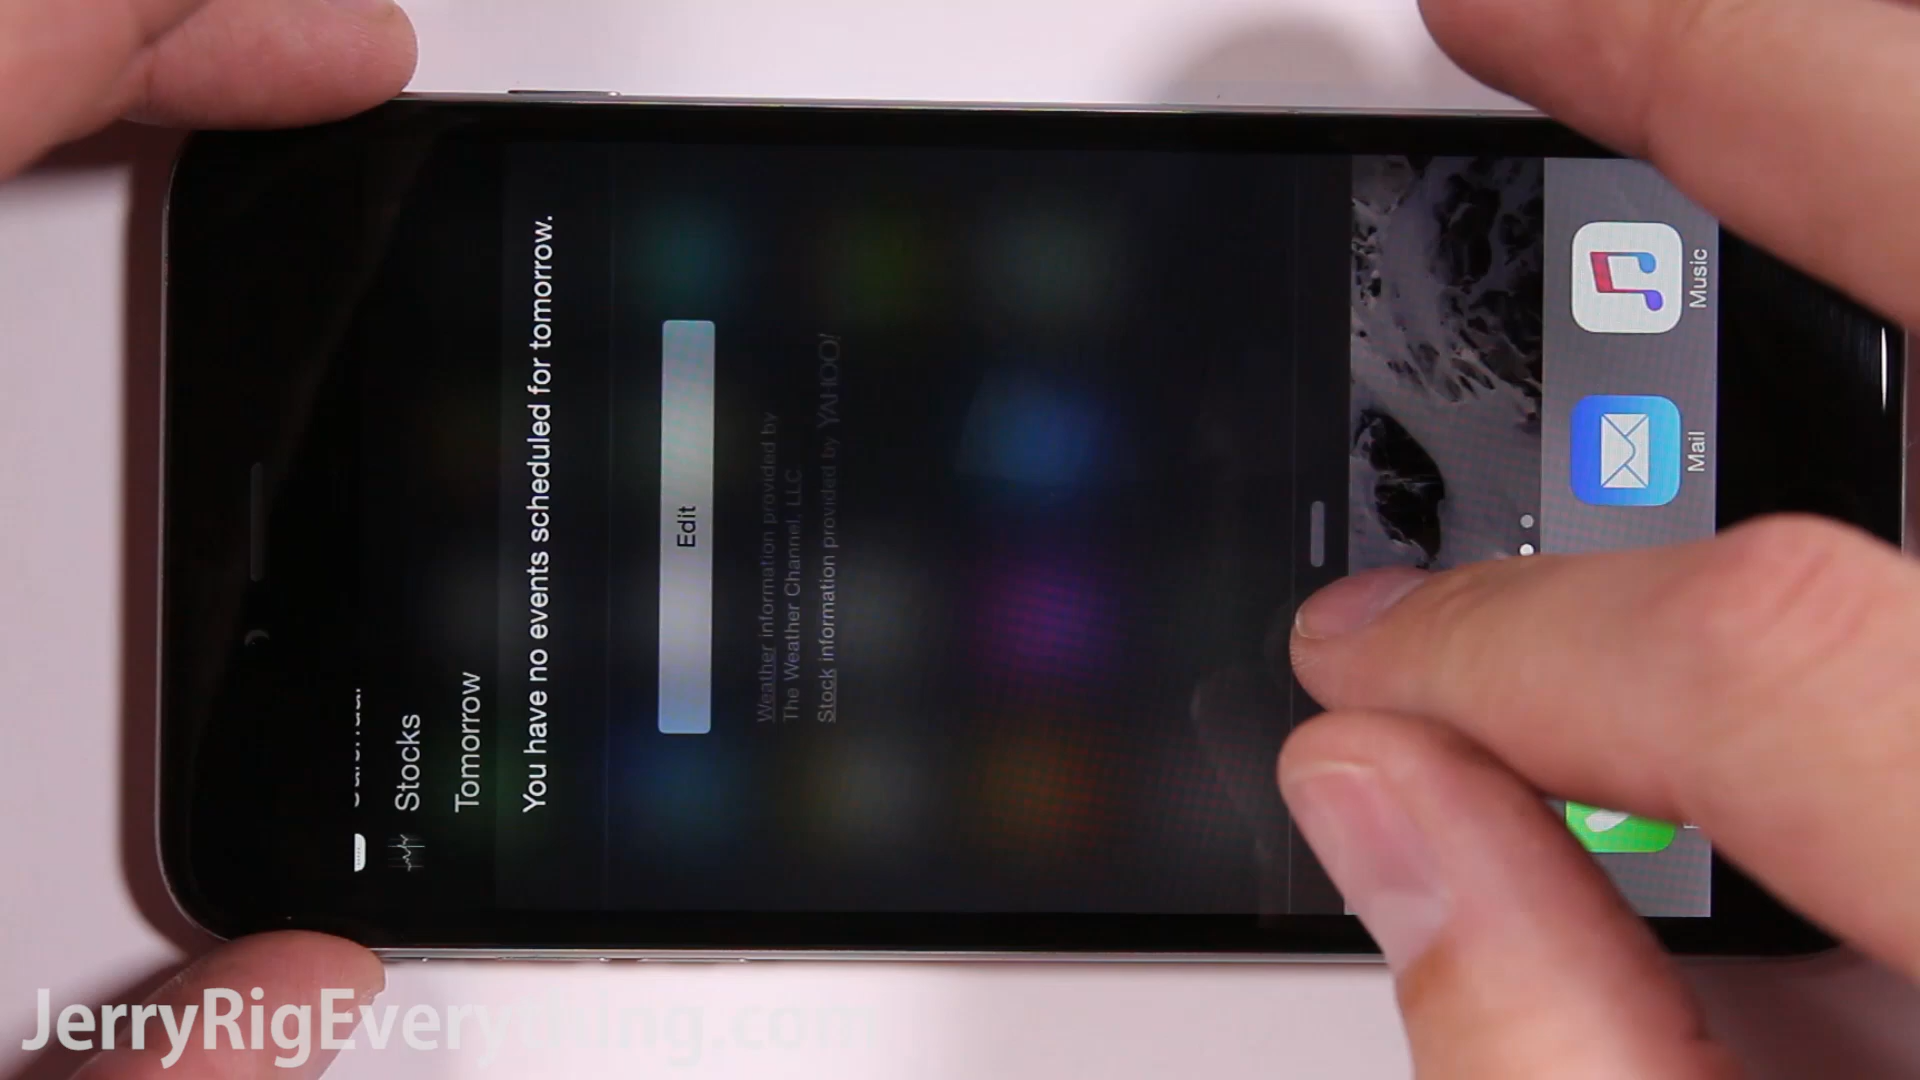 Stocks
Tomorrow
You have no events scheduled for tomorrow.
Edit
Weather information provided by
The Weather Channel, LLC
Stock information provided by YAHOO!
Music
Mail
JerryRigEverything.com